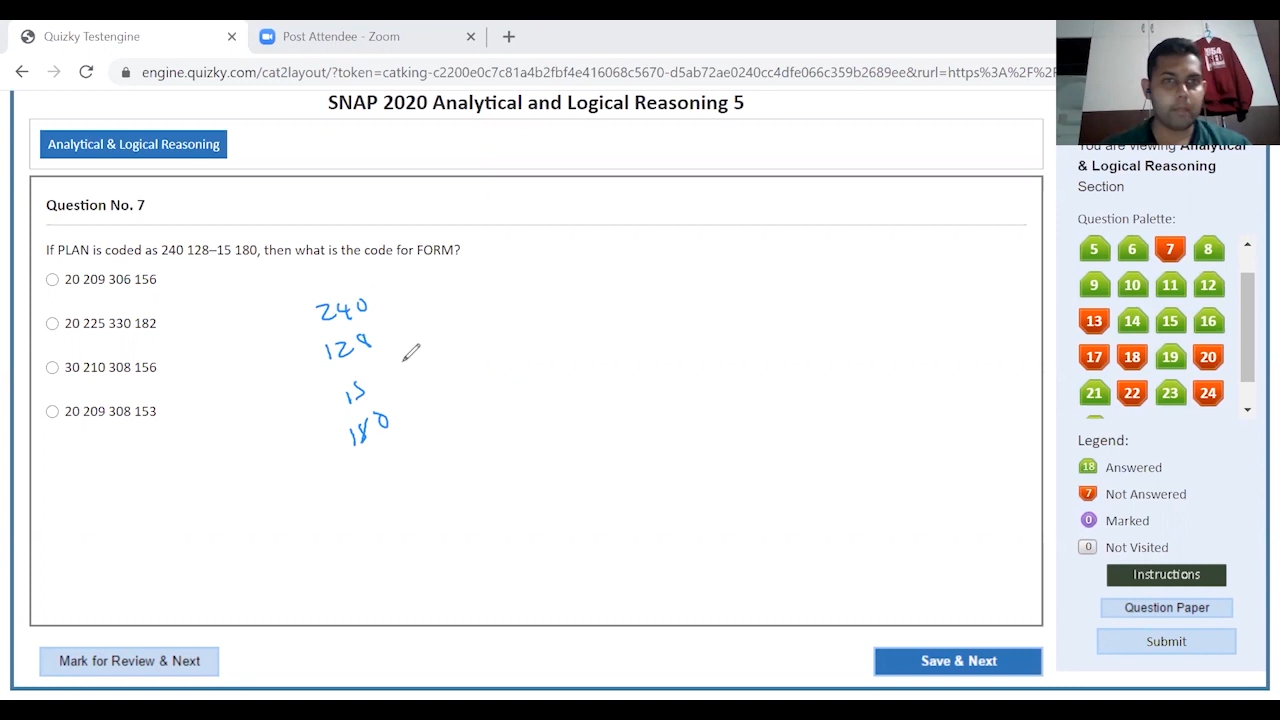 Quizky Testengine
Post Attendee - Zoom
engine.quizky.com/cat2layout/?token=catking-c2200e0c7cd1a4b2fbf4e416068c5670-d5ab72ae0240cc4dfe066c359b2689ee&rurl=https%3A%2F%2F
SNAP 2020 Analytical and Logical Reasoning 5
Analytical & Logical Reasoning
You are viewing Analytical
& Logical Reasoning
Section
Question No. 7
If PLAN is coded as 240 128–15 180, then what is the code for FORM?
20 209 306 156
20 225 330 182
30 210 308 156
20 209 308 153
240
128
15
180
Question Palette:
5 6 7 8
9 10 11 12
13 14 15 16
17 18 19 20
21 22 23 24
Legend:
18 Answered
7 Not Answered
0 Marked
0 Not Visited
Instructions
Question Paper
Submit
Mark for Review & Next
Save & Next